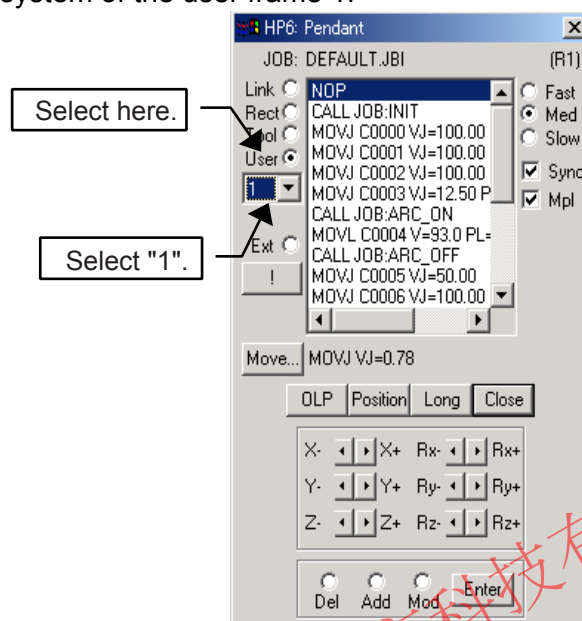 system of the user frame 1.
HP6: Pendant
JOB: DEFAULT.JBI (R1)
Link
Rect
Tool
User
1
Ext
!
Select here.
Select "1".
NOP
CALL JOB:INIT
MOVJ C0000 VJ=100.00
MOVJ C0001 VJ=100.00
MOVJ C0002 VJ=100.00
MOVJ C0003 VJ=12.50 P
CALL JOB:ARC_ON
MOVL C0004 V=93.0 PL=
CALL JOB:ARC_OFF
MOVJ C0005 VJ=50.00
MOVJ C0006 VJ=100.00
Fast
Med
Slow
Sync
Mpl
Move... MOVJ VJ=0.78
OLP Position Long Close
X- X+ Rx- Rx+
Y- Y+ Ry- Ry+
Z- Z+ Rz- Rz+
Del Add Mod Enter
科技有